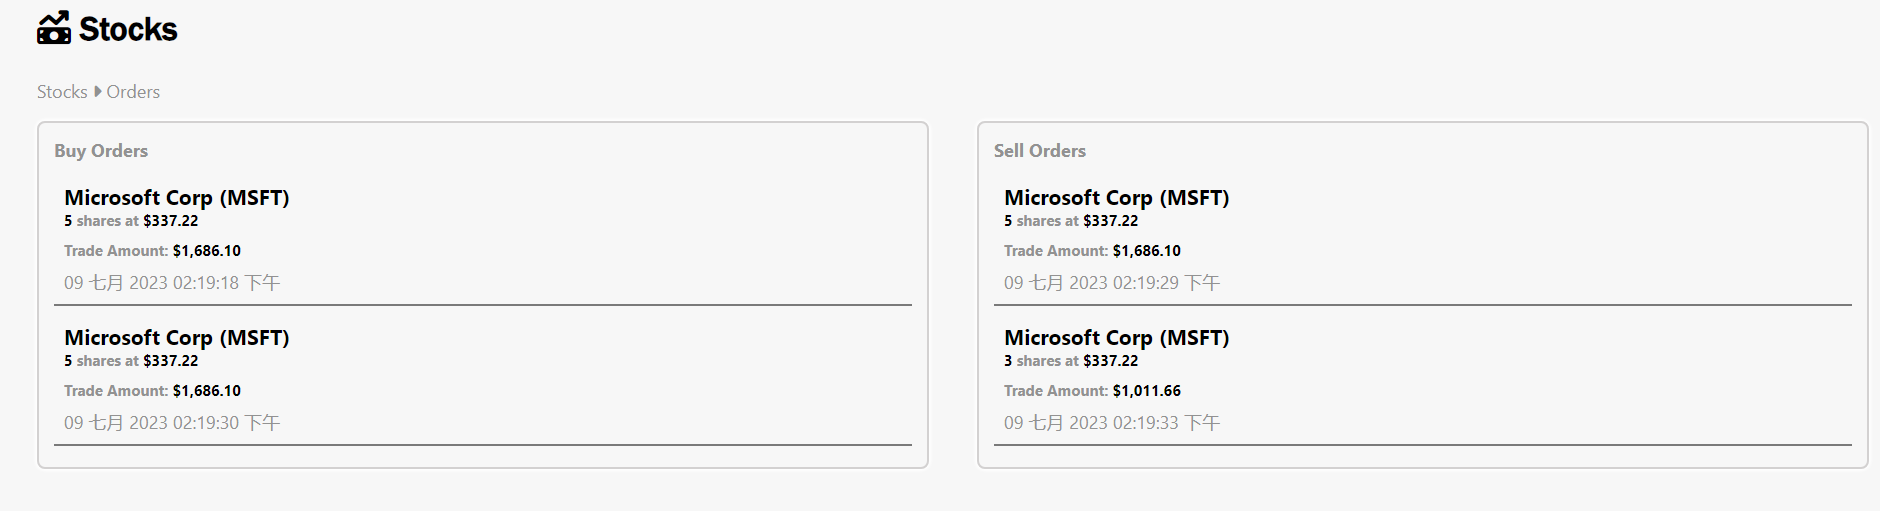 Stocks
Stocks Orders
Buy Orders
Microsoft Corp (MSFT)
5 shares at $337.22
Trade Amount: $1,686.10
09 七月 2023 02:19:18 下午
Microsoft Corp (MSFT)
5 shares at $337.22
Trade Amount: $1,686.10
09 七月 2023 02:19:30 下午
Sell Orders
Microsoft Corp (MSFT)
5 shares at $337.22
Trade Amount: $1,686.10
09 七月 2023 02:19:29 下午
Microsoft Corp (MSFT)
3 shares at $337.22
Trade Amount: $1,011.66
09 七月 2023 02:19:33 下午